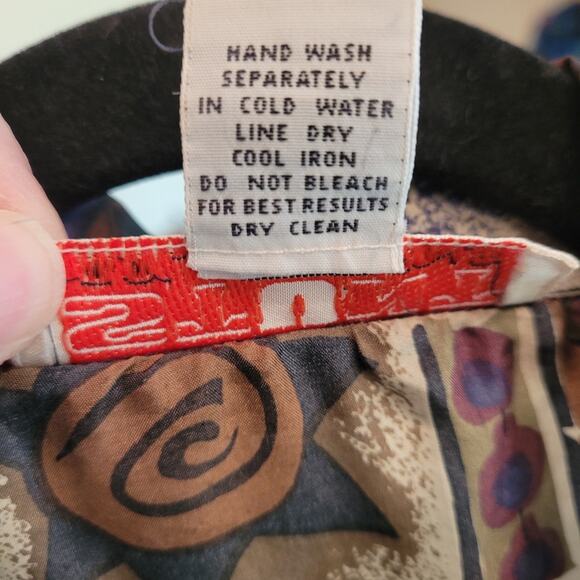 HAND WASH
SEPARATELY
IN COLD WATER
LINE DRY
COOL IRON
DO NOT BLEACH
FOR BEST RESULTS
DRY CLEAN